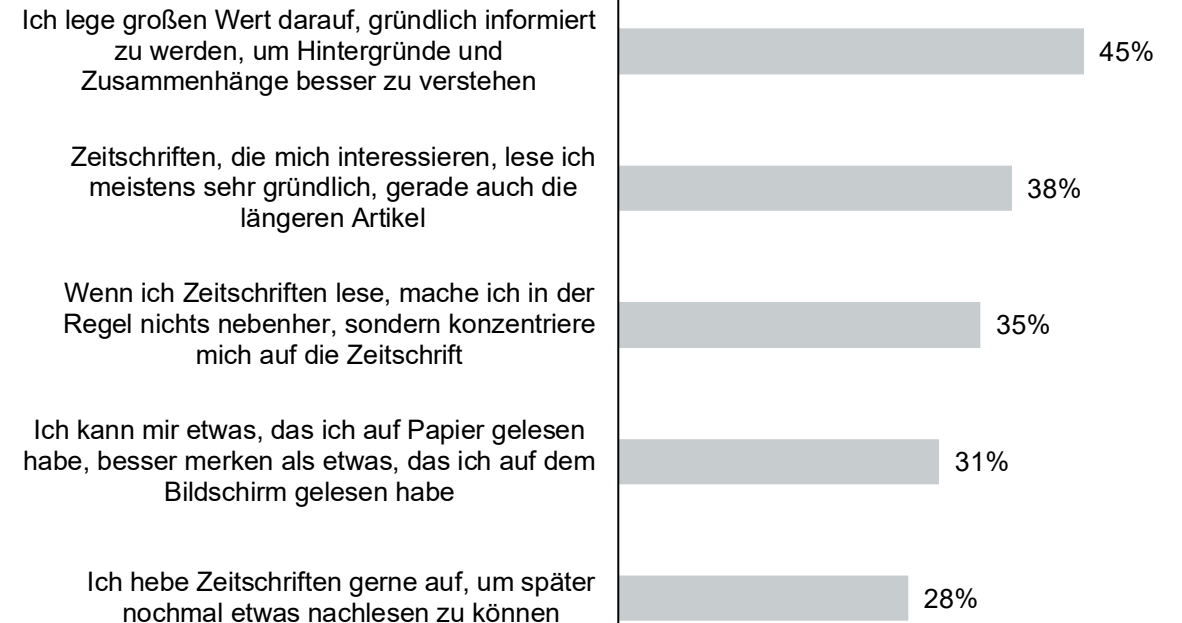 Ich lege großen Wert darauf, gründlich informiert
zu werden, um Hintergründe und
Zusammenhänge besser zu verstehen
45%
Zeitschriften, die mich interessieren, lese ich
meistens sehr gründlich, gerade auch die
längeren Artikel
38%
Wenn ich Zeitschriften lese, mache ich in der
Regel nichts nebenher, sondern konzentriere
mich auf die Zeitschrift
35%
Ich kann mir etwas, das ich auf Papier gelesen
habe, besser merken als etwas, das ich auf dem
Bildschirm gelesen habe
31%
Ich hebe Zeitschriften gerne auf, um später
nochmal etwas nachlesen zu können
28%